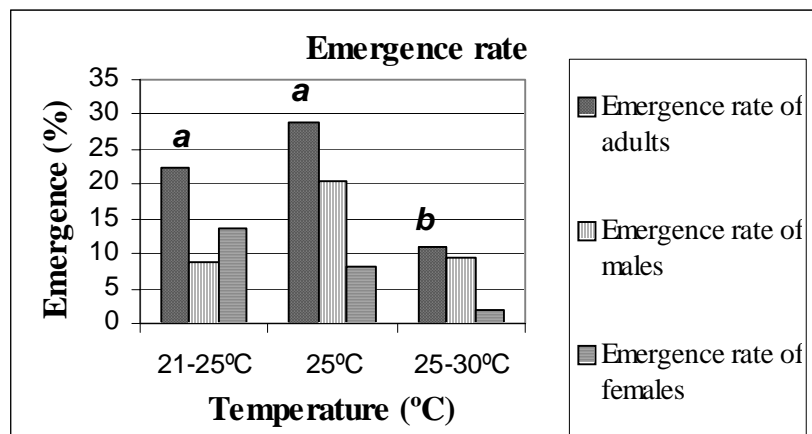 Emergence rate
Emergence (%)
35
30
25
20
15
10
5
0
a
a
b
21-25ºC
25ºC
25-30ºC
Temperature (ºC)
Emergence rate of
adults
Emergence rate of
males
Emergence rate of
females